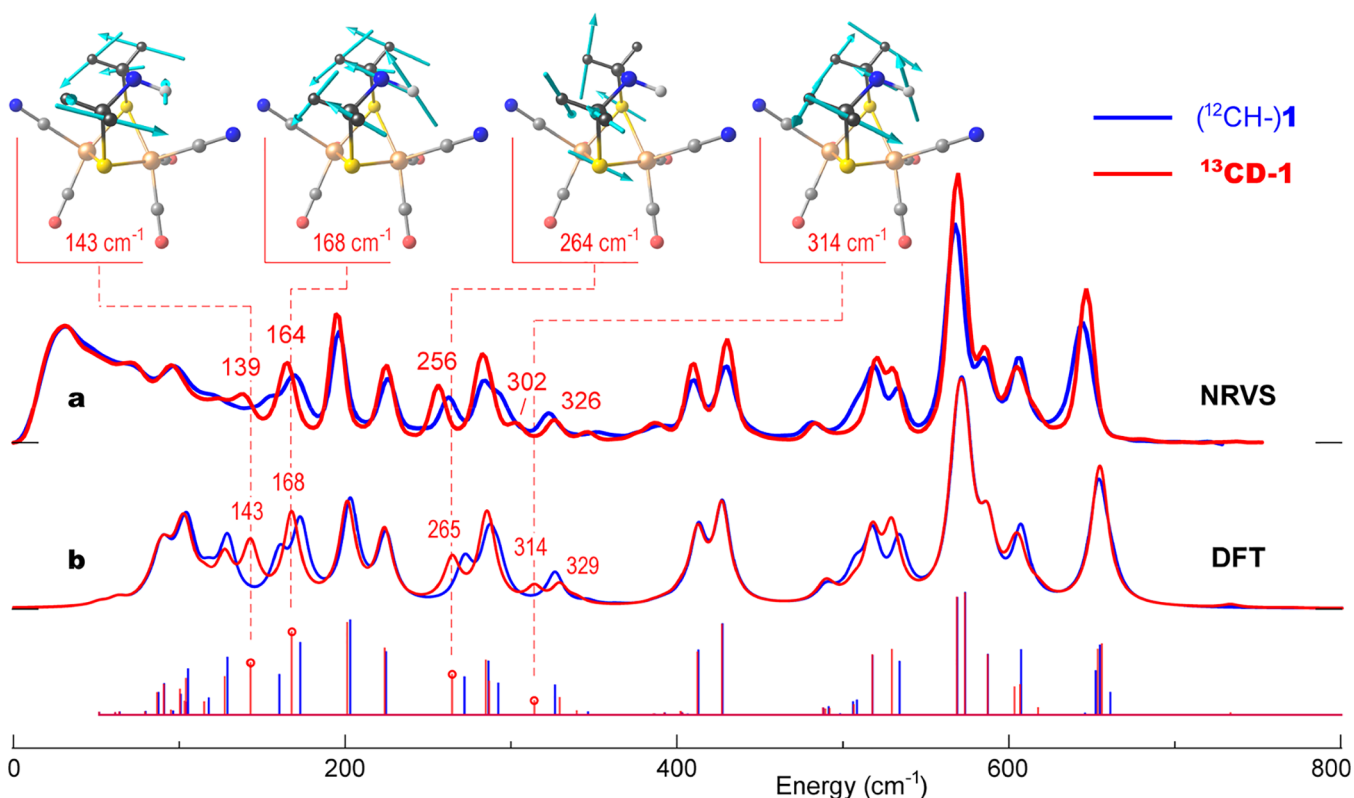 143 cm-1
168 cm-1
264 cm-1
314 cm-1
(12CH-)1
13CD-1
139
164
256
302
326
a
NRVS
143
168
265
314
329
b
DFT
0
200
400
600
800
Energy (cm-1)